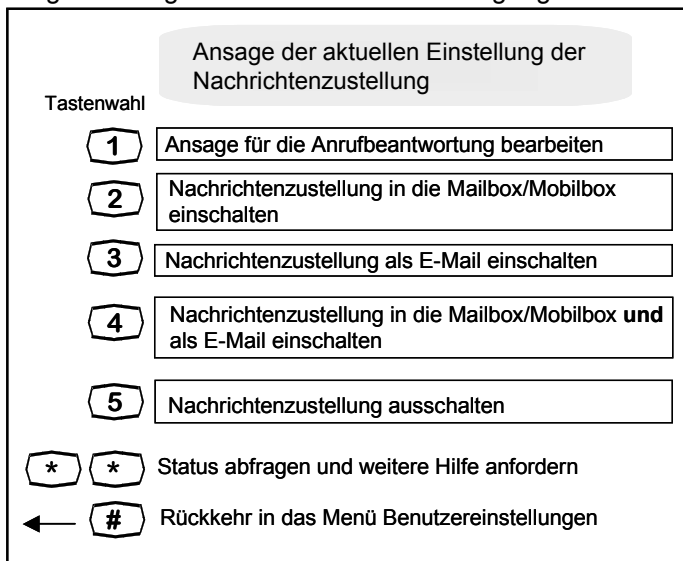 Ansage der aktuellen Einstellung der
Nachrichtenzustellung
Tastenwahl
1 Ansage für die Anrufbeantwortung bearbeiten
2 Nachrichtenzustellung in die Mailbox/Mobilbox
einschalten
3 Nachrichtenzustellung als E-Mail einschalten
4 Nachrichtenzustellung in die Mailbox/Mobilbox und
als E-Mail einschalten
5 Nachrichtenzustellung ausschalten
* * Status abfragen und weitere Hilfe anfordern
# Rückkehr in das Menü Benutzereinstellungen